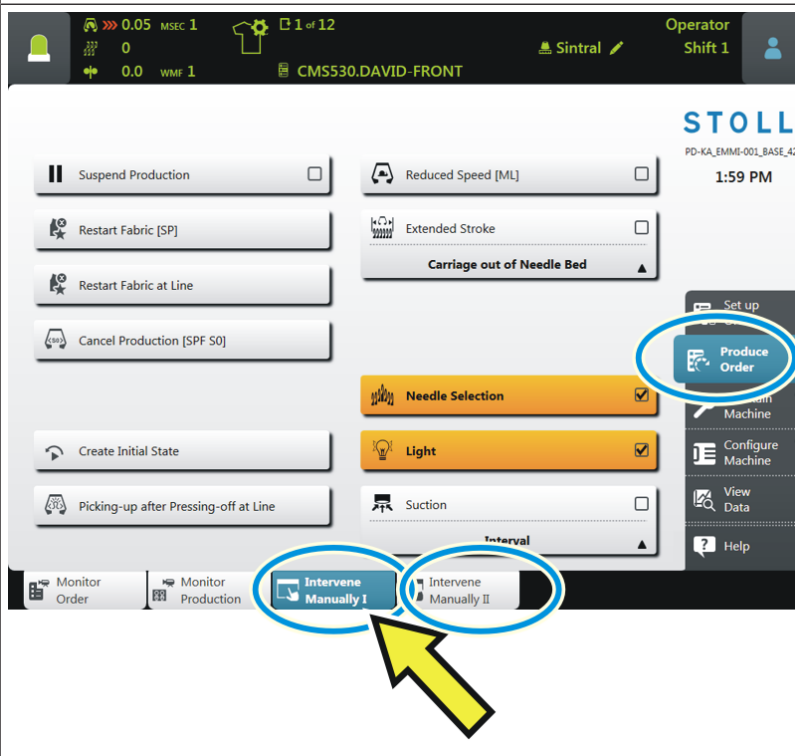 0.05 MSEC 1
1 of 12
Operator
0
Sintral
Shift 1
0.0 WMF 1
CMS530.DAVID-FRONT
STOLL
PD-KA_EMMI-001_BASE_42
1:59 PM
Suspend Production
Reduced Speed [ML]
Restart Fabric [SP]
Extended Stroke
Carriage out of Needle Bed
Restart Fabric at Line
Cancel Production [SPF S0]
Needle Selection
Create Initial State
Light
Picking-up after Pressing-off at Line
Suction
Interval
Set up
Produce
Order
Machine
Configure
Machine
View
Data
Help
Monitor
Order
Monitor
Production
Intervene
Manually I
Intervene
Manually II